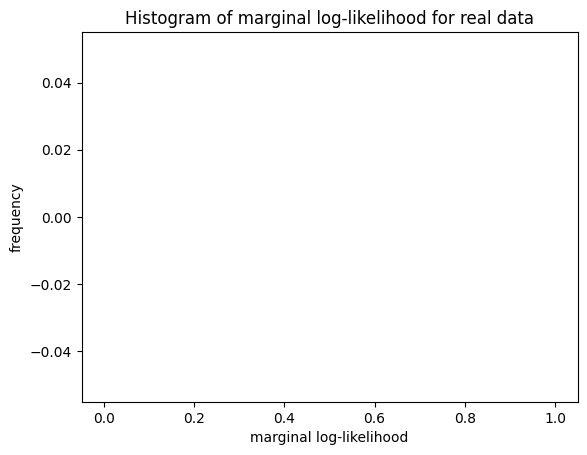 Histogram of marginal log-likelihood for real data
0.04
0.02
0.00
−0.02
−0.04
frequency
0.0 0.2 0.4 0.6 0.8 1.0
marginal log-likelihood